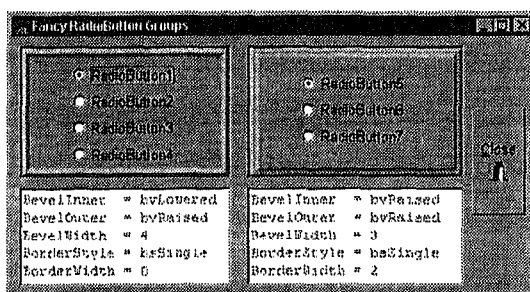 Fancy RadioButton Groups
RadioButton1
RadioButton2
RadioButton3
RadioButton4
RadioButton5
RadioButton6
RadioButton7
Close
BevelInner = bvLowered
BevelOuter = bvRaised
BevelWidth = 4
BorderStyle = bsSingle
BorderWidth = 0
BevelInner = bvRaised
BevelOuter = bvRaised
BevelWidth = 3
BorderStyle = bsSingle
BorderWidth = 2